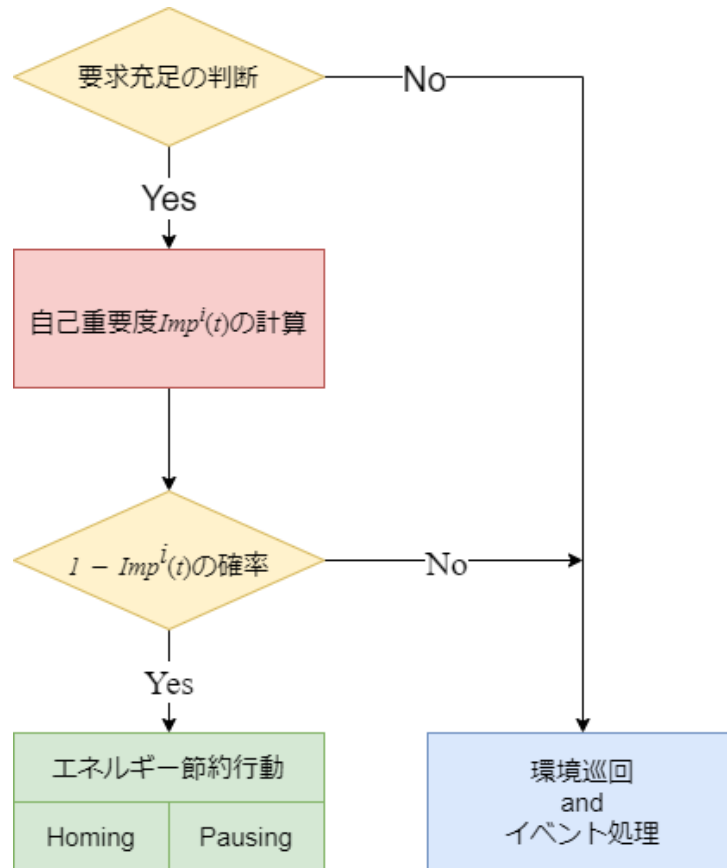 要求充足の判断
No
Yes
自己重要度Impⁱ(t)の計算
1 − Impⁱ(t)の確率
No
Yes
エネルギー節約行動
Homing
Pausing
環境巡回
and
イベント処理